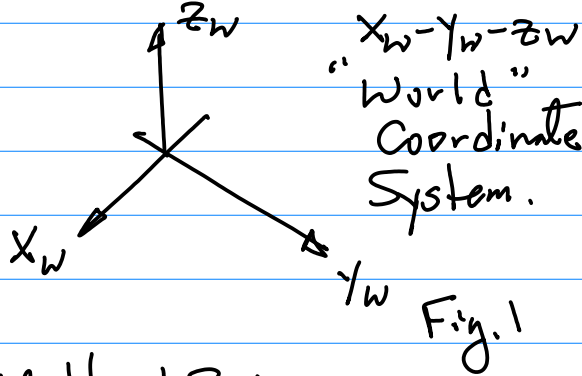 Zw
Xw-Yw-Zw
"World"
Coordinate
System.
Xw
Yw
Fig.1